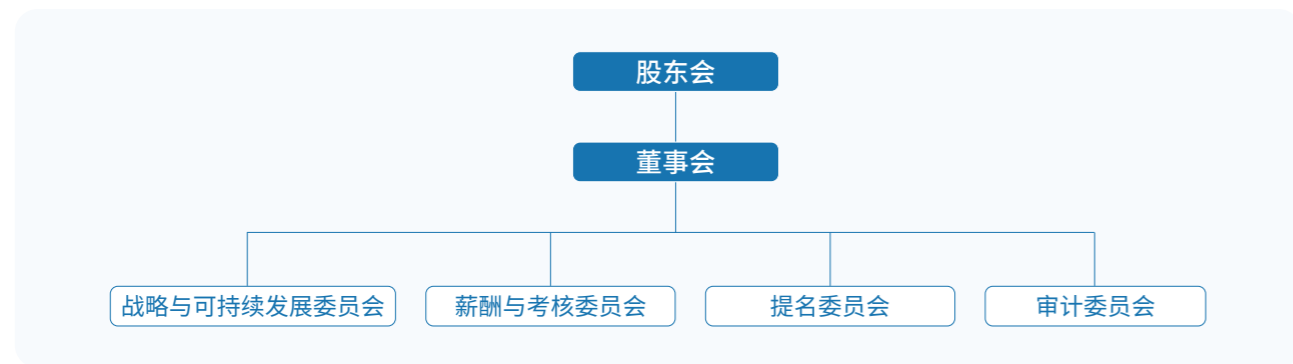 股东会
董事会
战略与可持续发展委员会
薪酬与考核委员会
提名委员会
审计委员会